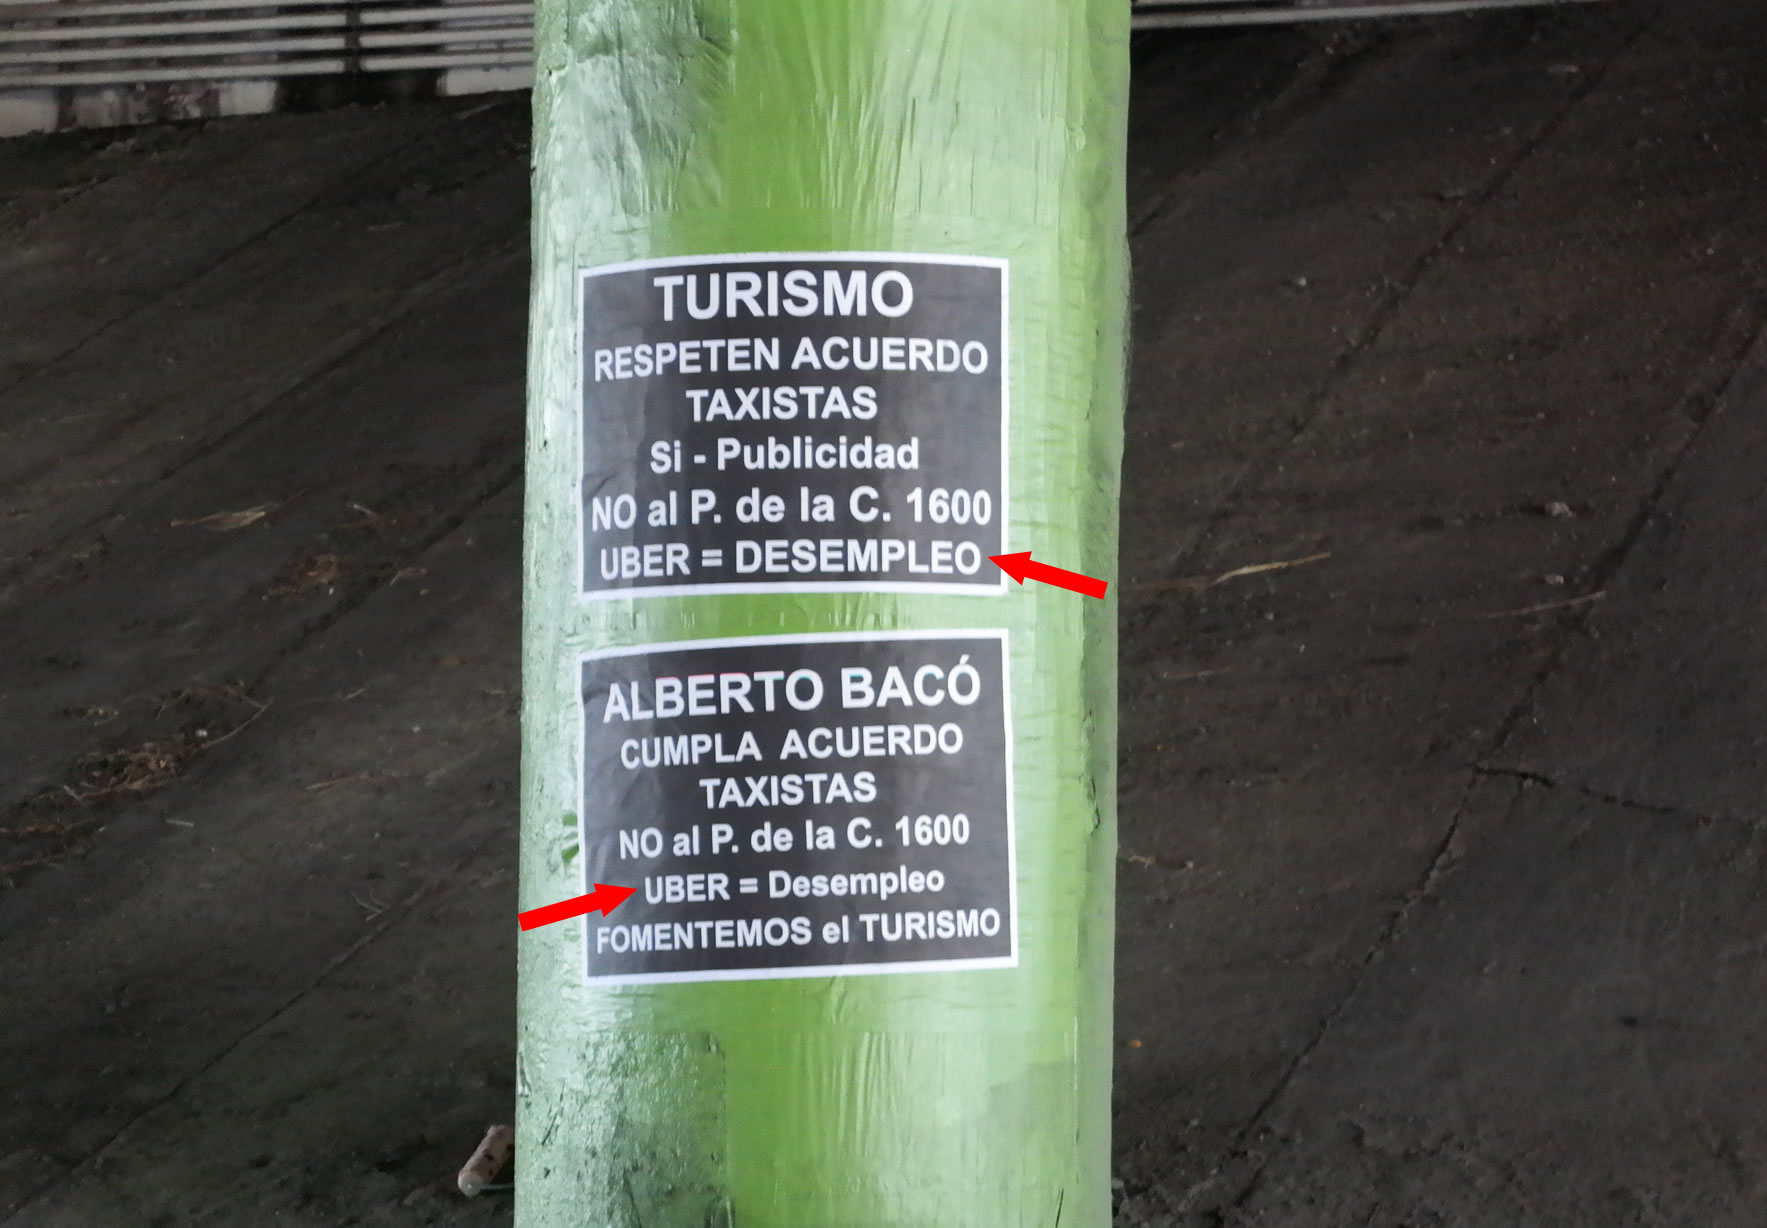 TURISMO
RESPETEN ACUERDO
TAXISTAS
Si - Publicidad
NO al P. de la C. 1600
UBER = DESEMPLEO
ALBERTO BACÓ
CUMPLA ACUERDO
TAXISTAS
NO al P. de la C. 1600
UBER = Desempleo
FOMENTEMOS el TURISMO